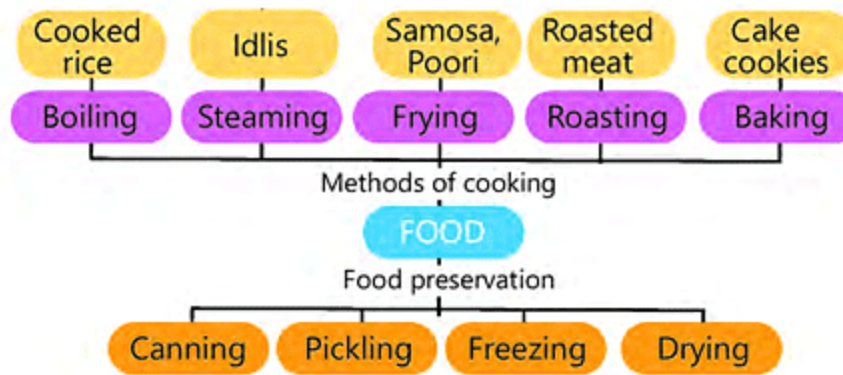 Cooked
rice
Idlis
Samosa,
Poori
Roasted
meat
Cake
cookies
Boiling
Steaming
Frying
Roasting
Baking
Methods of cooking
FOOD
Food preservation
Canning
Pickling
Freezing
Drying